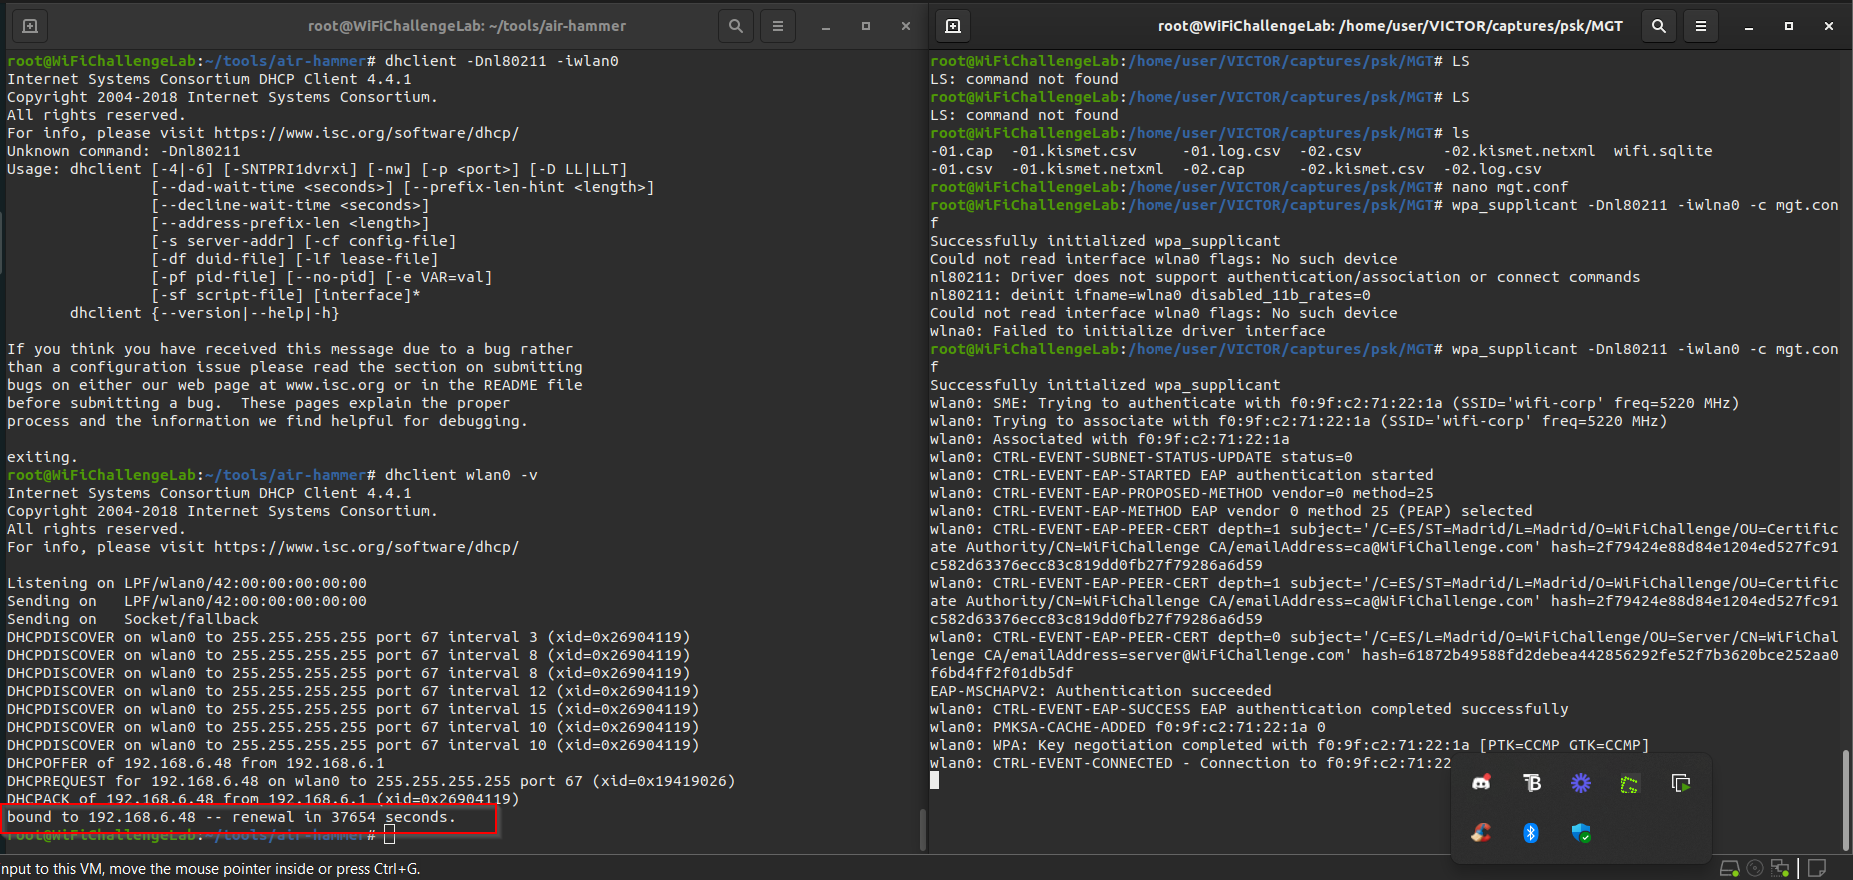 root@WiFiChallengeLab: ~/tools/air-hammer
root@WiFiChallengeLab:~/tools/air-hammer# dhclient -Dnl80211 -iwlan0
Internet Systems Consortium DHCP Client 4.4.1
Copyright 2004-2018 Internet Systems Consortium.
All rights reserved.
For info, please visit https://www.isc.org/software/dhcp/
Unknown command: -Dnl80211
Usage: dhclient [-4|-6] [-SNTPRI1dvrxi] [-nw] [-p <port>] [-D LL|LLT]
[--dad-wait-time <seconds>] [--prefix-len-hint <length>]
[--decline-wait-time <seconds>]
[--address-prefix-len <length>]
[-s server-addr] [-cf config-file]
[-df duid-file] [-lf lease-file]
[-pf pid-file] [--no-pid] [-e VAR=val]
[-sf script-file] [interface]*
dhclient {--version|--help|-h}
If you think you have received this message due to a bug rather
than a configuration issue please read the section on submitting
bugs on either our web page at www.isc.org or in the README file
before submitting a bug.  These pages explain the proper
process and the information we find helpful for debugging.
exiting.
root@WiFiChallengeLab:~/tools/air-hammer# dhclient wlan0 -v
Internet Systems Consortium DHCP Client 4.4.1
Copyright 2004-2018 Internet Systems Consortium.
All rights reserved.
For info, please visit https://www.isc.org/software/dhcp/
Listening on LPF/wlan0/42:00:00:00:00:00
Sending on   LPF/wlan0/42:00:00:00:00:00
Sending on   Socket/fallback
DHCPDISCOVER on wlan0 to 255.255.255.255 port 67 interval 3 (xid=0x26904119)
DHCPDISCOVER on wlan0 to 255.255.255.255 port 67 interval 8 (xid=0x26904119)
DHCPDISCOVER on wlan0 to 255.255.255.255 port 67 interval 8 (xid=0x26904119)
DHCPDISCOVER on wlan0 to 255.255.255.255 port 67 interval 12 (xid=0x26904119)
DHCPDISCOVER on wlan0 to 255.255.255.255 port 67 interval 15 (xid=0x26904119)
DHCPDISCOVER on wlan0 to 255.255.255.255 port 67 interval 10 (xid=0x26904119)
DHCPDISCOVER on wlan0 to 255.255.255.255 port 67 interval 10 (xid=0x26904119)
DHCPOFFER of 192.168.6.48 from 192.168.6.1
DHCPREQUEST for 192.168.6.48 on wlan0 to 255.255.255.255 port 67 (xid=0x19419026)
DHCPACK of 192.168.6.48 from 192.168.6.1 (xid=0x26904119)
bound to 192.168.6.48 -- renewal in 37654 seconds.
root@WiFiChallengeLab:~/tools/air-hammer#
root@WiFiChallengeLab: /home/user/VICTOR/captures/psk/MGT
root@WiFiChallengeLab:/home/user/VICTOR/captures/psk/MGT# LS
LS: command not found
root@WiFiChallengeLab:/home/user/VICTOR/captures/psk/MGT# LS
LS: command not found
root@WiFiChallengeLab:/home/user/VICTOR/captures/psk/MGT# ls
-01.cap  -01.kismet.csv     -01.log.csv  -02.csv         -02.kismet.netxml  wifi.sqlite
-01.csv  -01.kismet.netxml  -02.cap      -02.kismet.csv  -02.log.csv
root@WiFiChallengeLab:/home/user/VICTOR/captures/psk/MGT# nano mgt.conf
root@WiFiChallengeLab:/home/user/VICTOR/captures/psk/MGT# wpa_supplicant -Dnl80211 -iwlna0 -c mgt.con
f
Successfully initialized wpa_supplicant
Could not read interface wlna0 flags: No such device
nl80211: Driver does not support authentication/association or connect commands
nl80211: deinit ifname=wlna0 disabled_11b_rates=0
Could not read interface wlna0 flags: No such device
wlna0: Failed to initialize driver interface
root@WiFiChallengeLab:/home/user/VICTOR/captures/psk/MGT# wpa_supplicant -Dnl80211 -iwlan0 -c mgt.con
f
Successfully initialized wpa_supplicant
wlan0: SME: Trying to authenticate with f0:9f:c2:71:22:1a (SSID='wifi-corp' freq=5220 MHz)
wlan0: Trying to associate with f0:9f:c2:71:22:1a (SSID='wifi-corp' freq=5220 MHz)
wlan0: Associated with f0:9f:c2:71:22:1a
wlan0: CTRL-EVENT-SUBNET-STATUS-UPDATE status=0
wlan0: CTRL-EVENT-EAP-STARTED EAP authentication started
wlan0: CTRL-EVENT-EAP-PROPOSED-METHOD vendor=0 method=25
wlan0: CTRL-EVENT-EAP-METHOD EAP vendor 0 method 25 (PEAP) selected
wlan0: CTRL-EVENT-EAP-PEER-CERT depth=1 subject='/C=ES/ST=Madrid/L=Madrid/O=WiFiChallenge/OU=Certific
ate Authority/CN=WiFiChallenge CA/emailAddress=ca@WiFiChallenge.com' hash=2f79424e88d84e1204ed527fc91
c582d63376ecc83c819dd0fb27f79286a6d59
wlan0: CTRL-EVENT-EAP-PEER-CERT depth=1 subject='/C=ES/ST=Madrid/L=Madrid/O=WiFiChallenge/OU=Certific
ate Authority/CN=WiFiChallenge CA/emailAddress=ca@WiFiChallenge.com' hash=2f79424e88d84e1204ed527fc91
c582d63376ecc83c819dd0fb27f79286a6d59
wlan0: CTRL-EVENT-EAP-PEER-CERT depth=0 subject='/C=ES/L=Madrid/O=WiFiChallenge/OU=Server/CN=WiFiChal
lenge CA/emailAddress=server@WiFiChallenge.com' hash=61872b49588fd2debea442856292fe52f7b3620bce252aa0
f6bd4ff2f01db5df
EAP-MSCHAPV2: Authentication succeeded
wlan0: CTRL-EVENT-EAP-SUCCESS EAP authentication completed successfully
wlan0: PMKSA-CACHE-ADDED f0:9f:c2:71:22:1a 0
wlan0: WPA: Key negotiation completed with f0:9f:c2:71:22:1a [PTK=CCMP GTK=CCMP]
wlan0: CTRL-EVENT-CONNECTED - Connection to f0:9f:c2:71:22
nput to this VM, move the mouse pointer inside or press Ctrl+G.